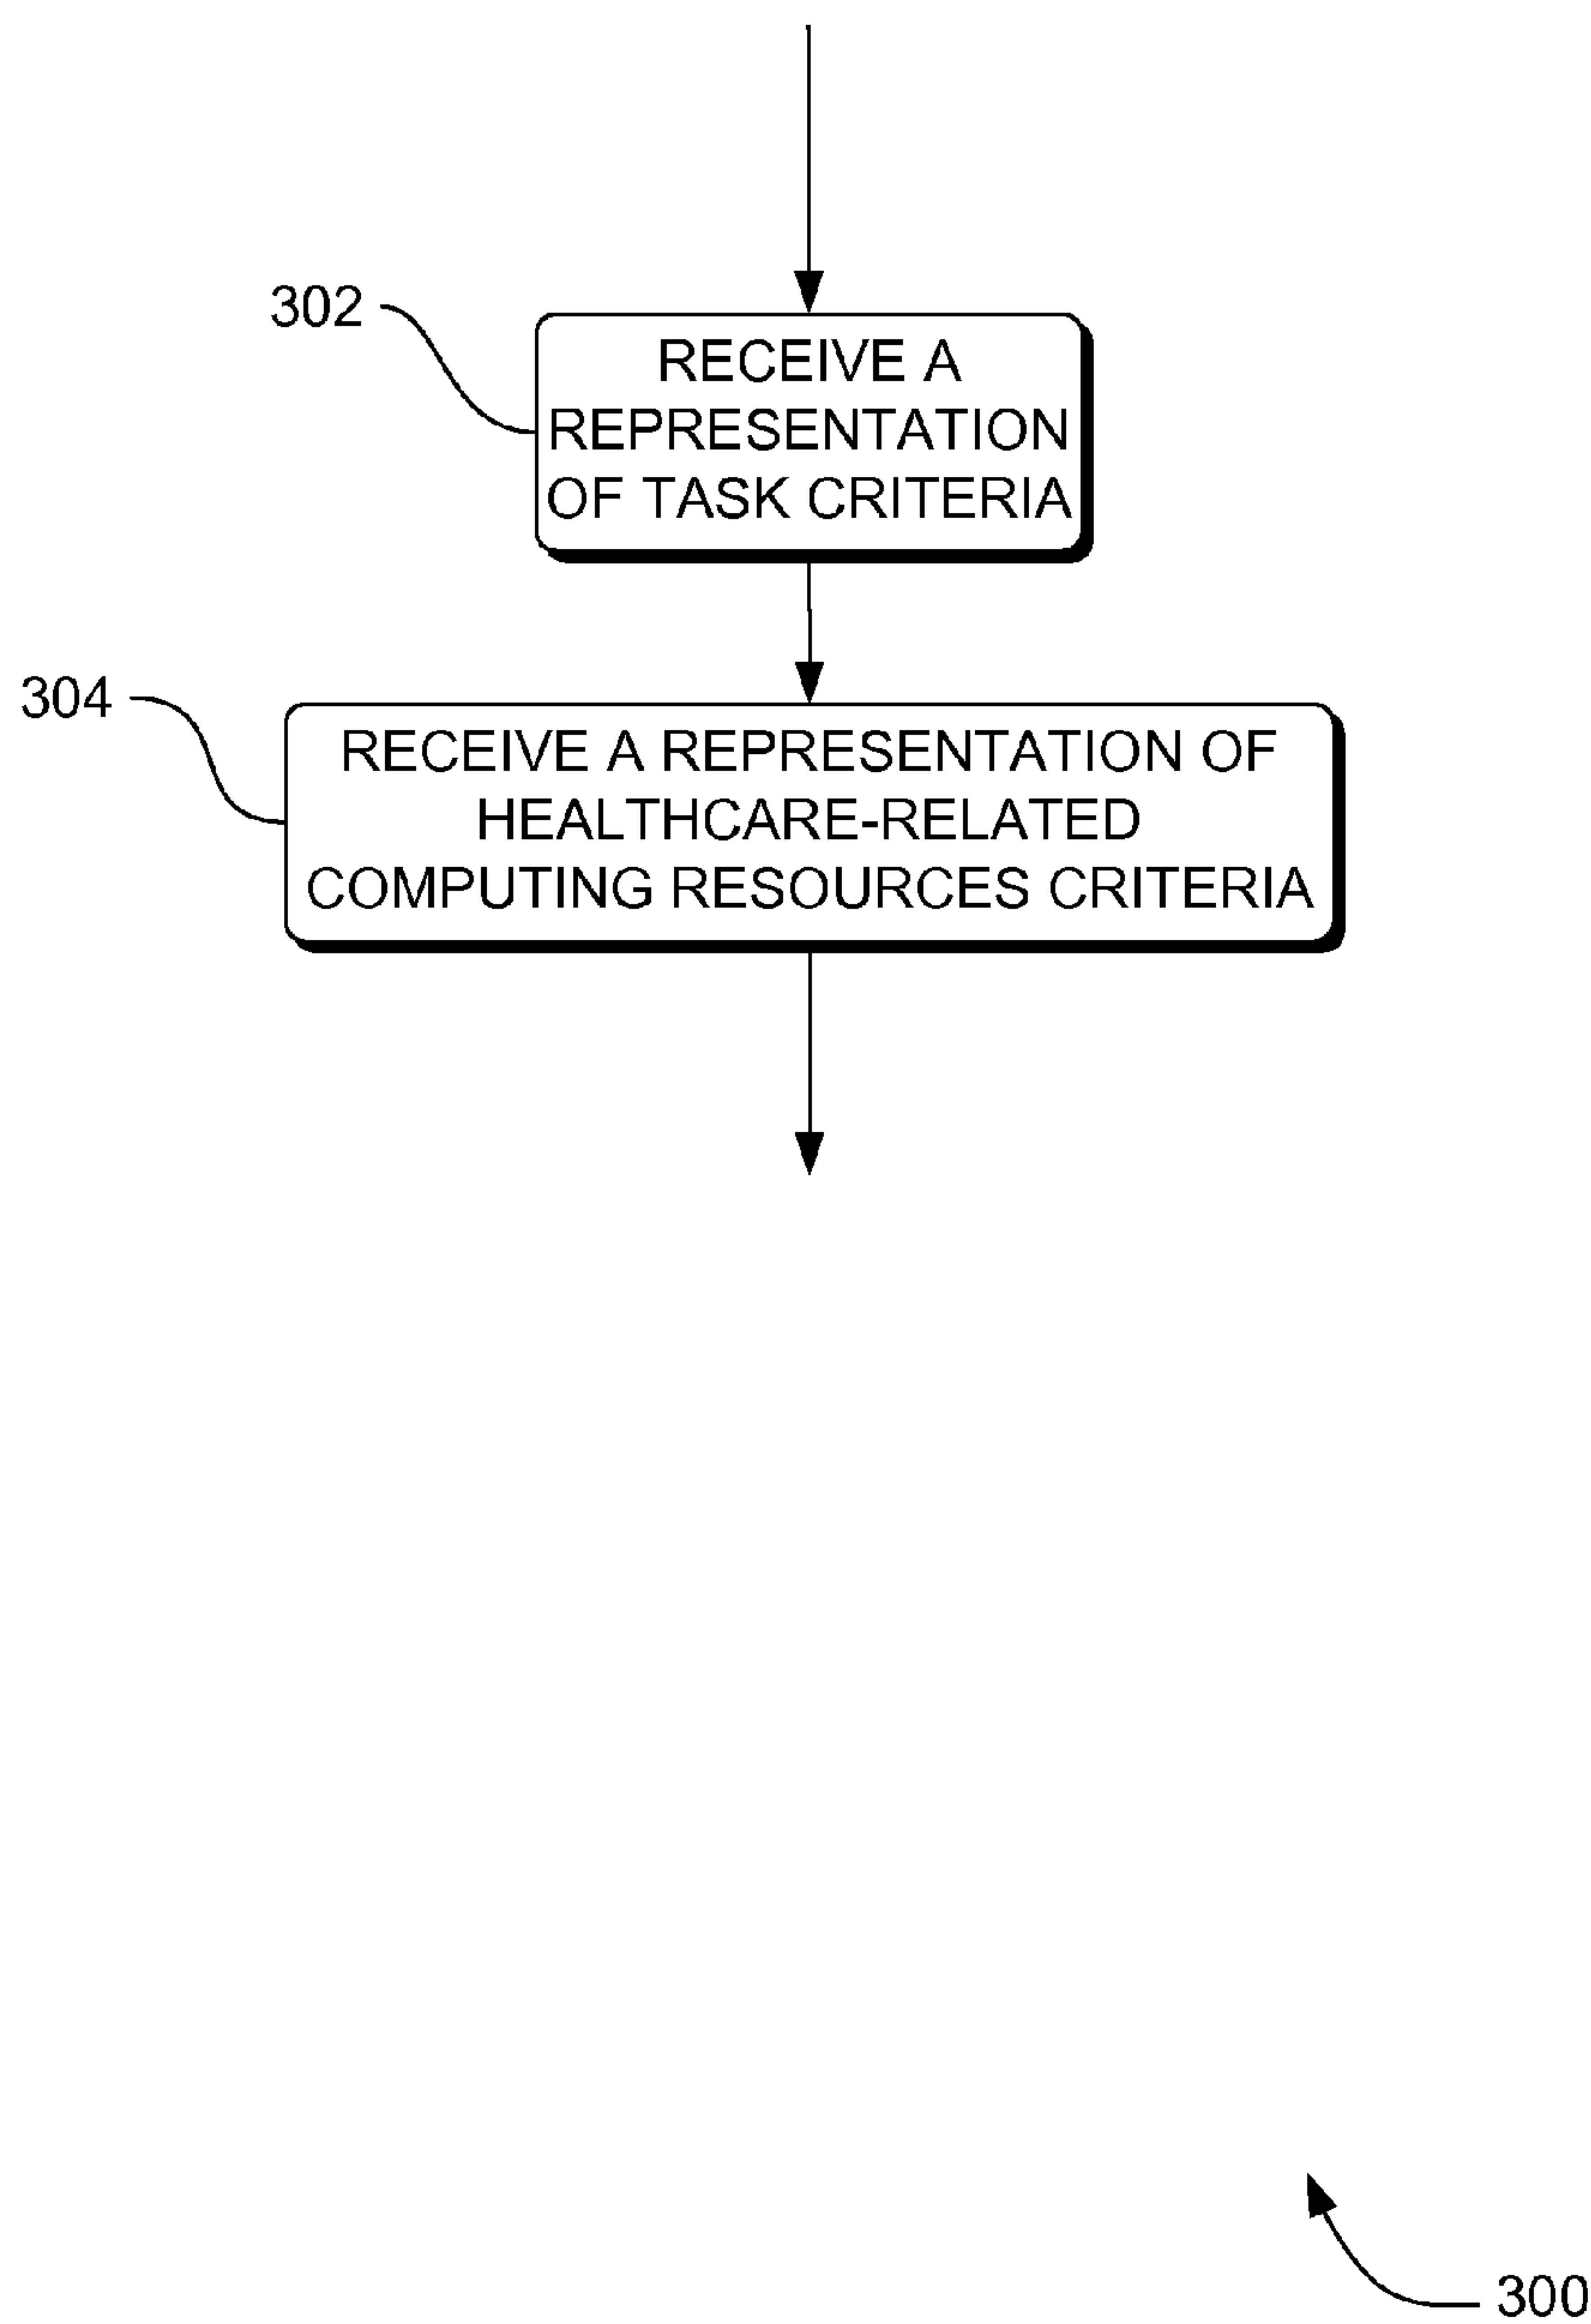 302
RECEIVE A
REPRESENTATION
OF TASK CRITERIA
304
RECEIVE A REPRESENTATION OF
HEALTHCARE-RELATED
COMPUTING RESOURCES CRITERIA
300